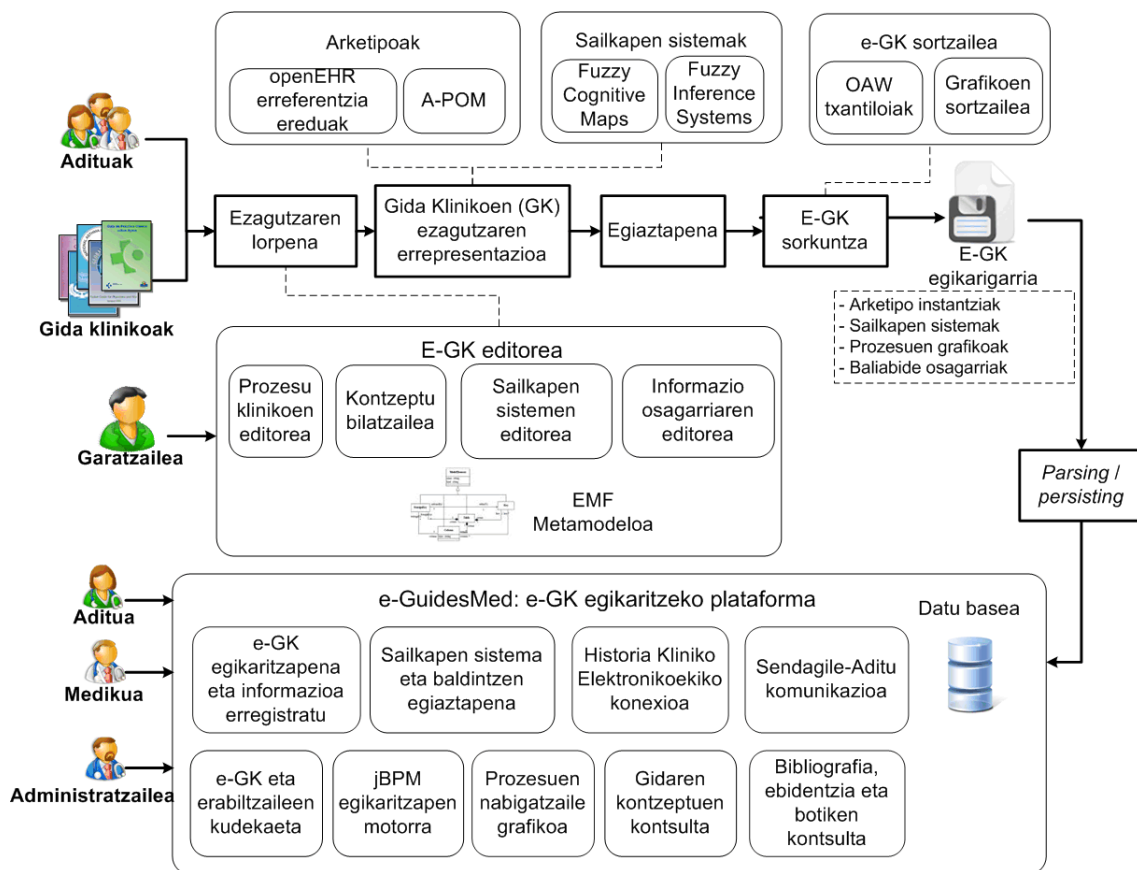 Arketipoak
openEHR
erreferentzia
ereduak
A-POM
Sailkapen sistemak
Fuzzy
Cognitive
Maps
Fuzzy
Inference
Systems
e-GK sortzailea
OAW
txantiloiak
Grafikoen
sortzailea
Adituak
Gida klinikoak
Ezagutzaren
lorpena
Gida Klinikoen (GK)
ezagutzaren
errepresentazioa
Egiaztapena
E-GK
sorkuntza
E-GK
egikarigarria
- Arketipo instantziak
- Sailkapen sistemak
- Prozesuen grafikoak
- Baliabide osagarriak
Garatzailea
E-GK editorea
Prozesu
klinikoen
editorea
Kontzeptu
bilatzailea
Sailkapen
sistemen
editorea
Informazio
osagarriaren
editorea
EMF
Metamodeloa
Parsing /
persisting
Aditua
Medikua
Administratzailea
e-GuidesMed: e-GK egikaritzeko plataforma
Datu basea
e-GK
egikaritzapena
eta informazioa
erregistratu
Sailkapen sistema
eta baldintzen
egiaztapena
Historia Kliniko
Elektronikoekiko
konexioa
Sendagile-Aditu
komunikazioa
e-GK eta
erabiltzaileen
kudekaeta
jBPM
egikaritzapen
motorra
Prozesuen
nabigatzaile
grafikoa
Gidaren
kontzeptuen
kontsulta
Bibliografia,
ebidentzia eta
botiken
kontsulta